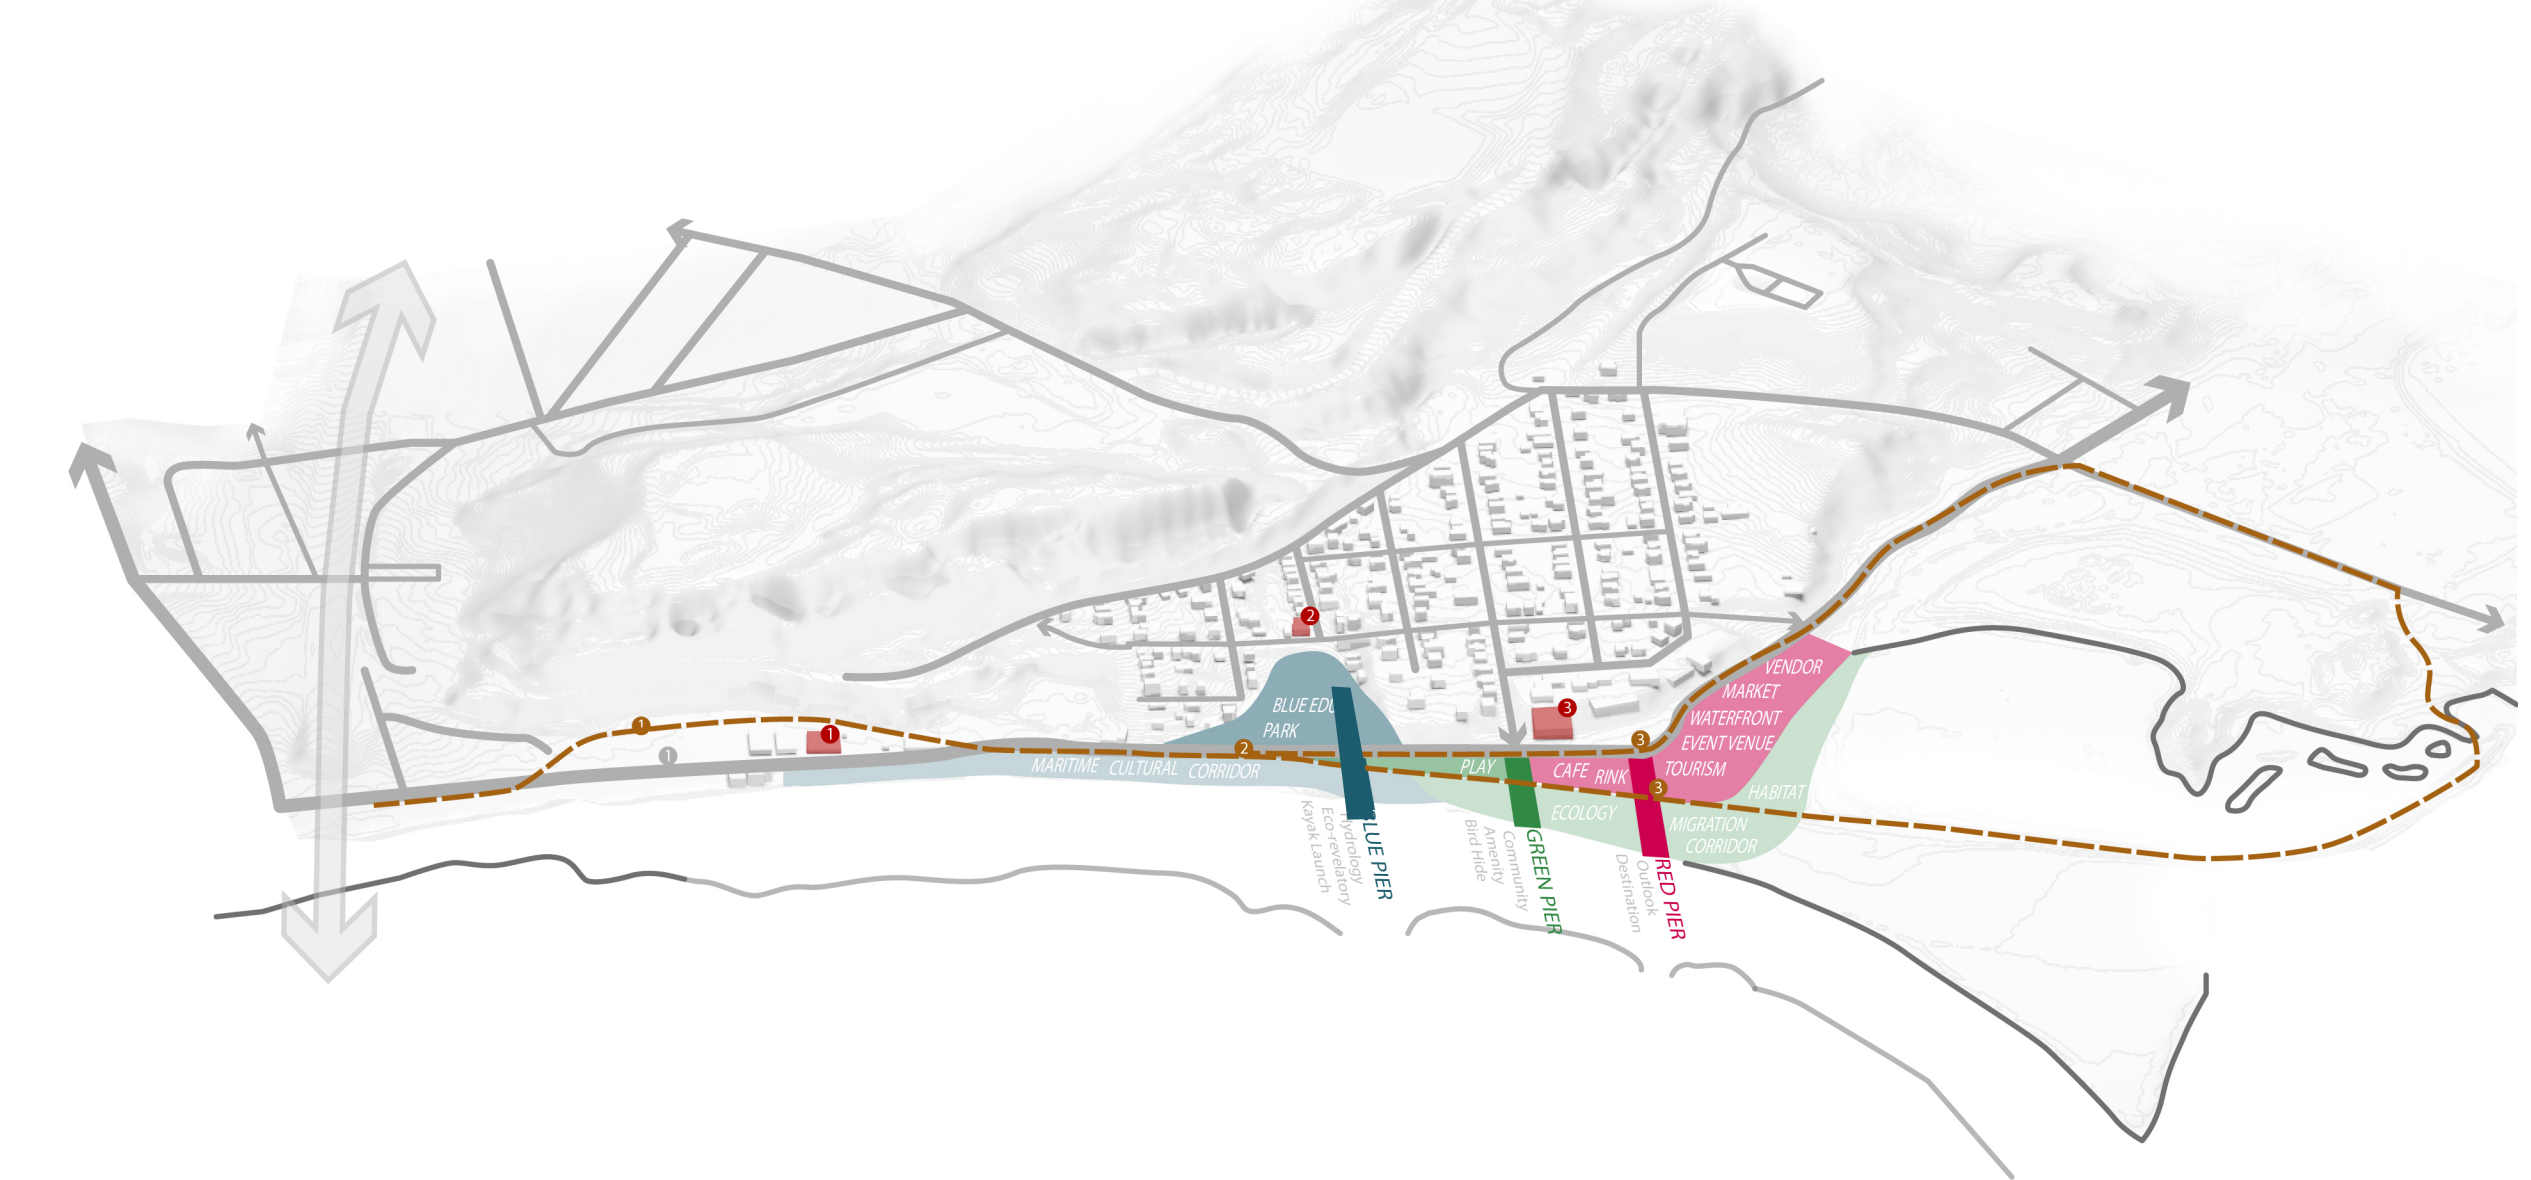 2
VENDOR
MARKET
BLUE EDU
PARK
WATERFRONT
EVENT VENUE
1
1
1
3
3
2
MARITIME CULTURAL CORRIDOR
PLAY
CAFE RINK
TOURISM
3
HABITAT
ECOLOGY
MIGRATION
CORRIDOR
BLUE PIER
Hydrology
Eco-revelatory
Kayak Launch
GREEN PIER
Community
Amenity
Bird Hide
RED PIER
Outlook
Destination